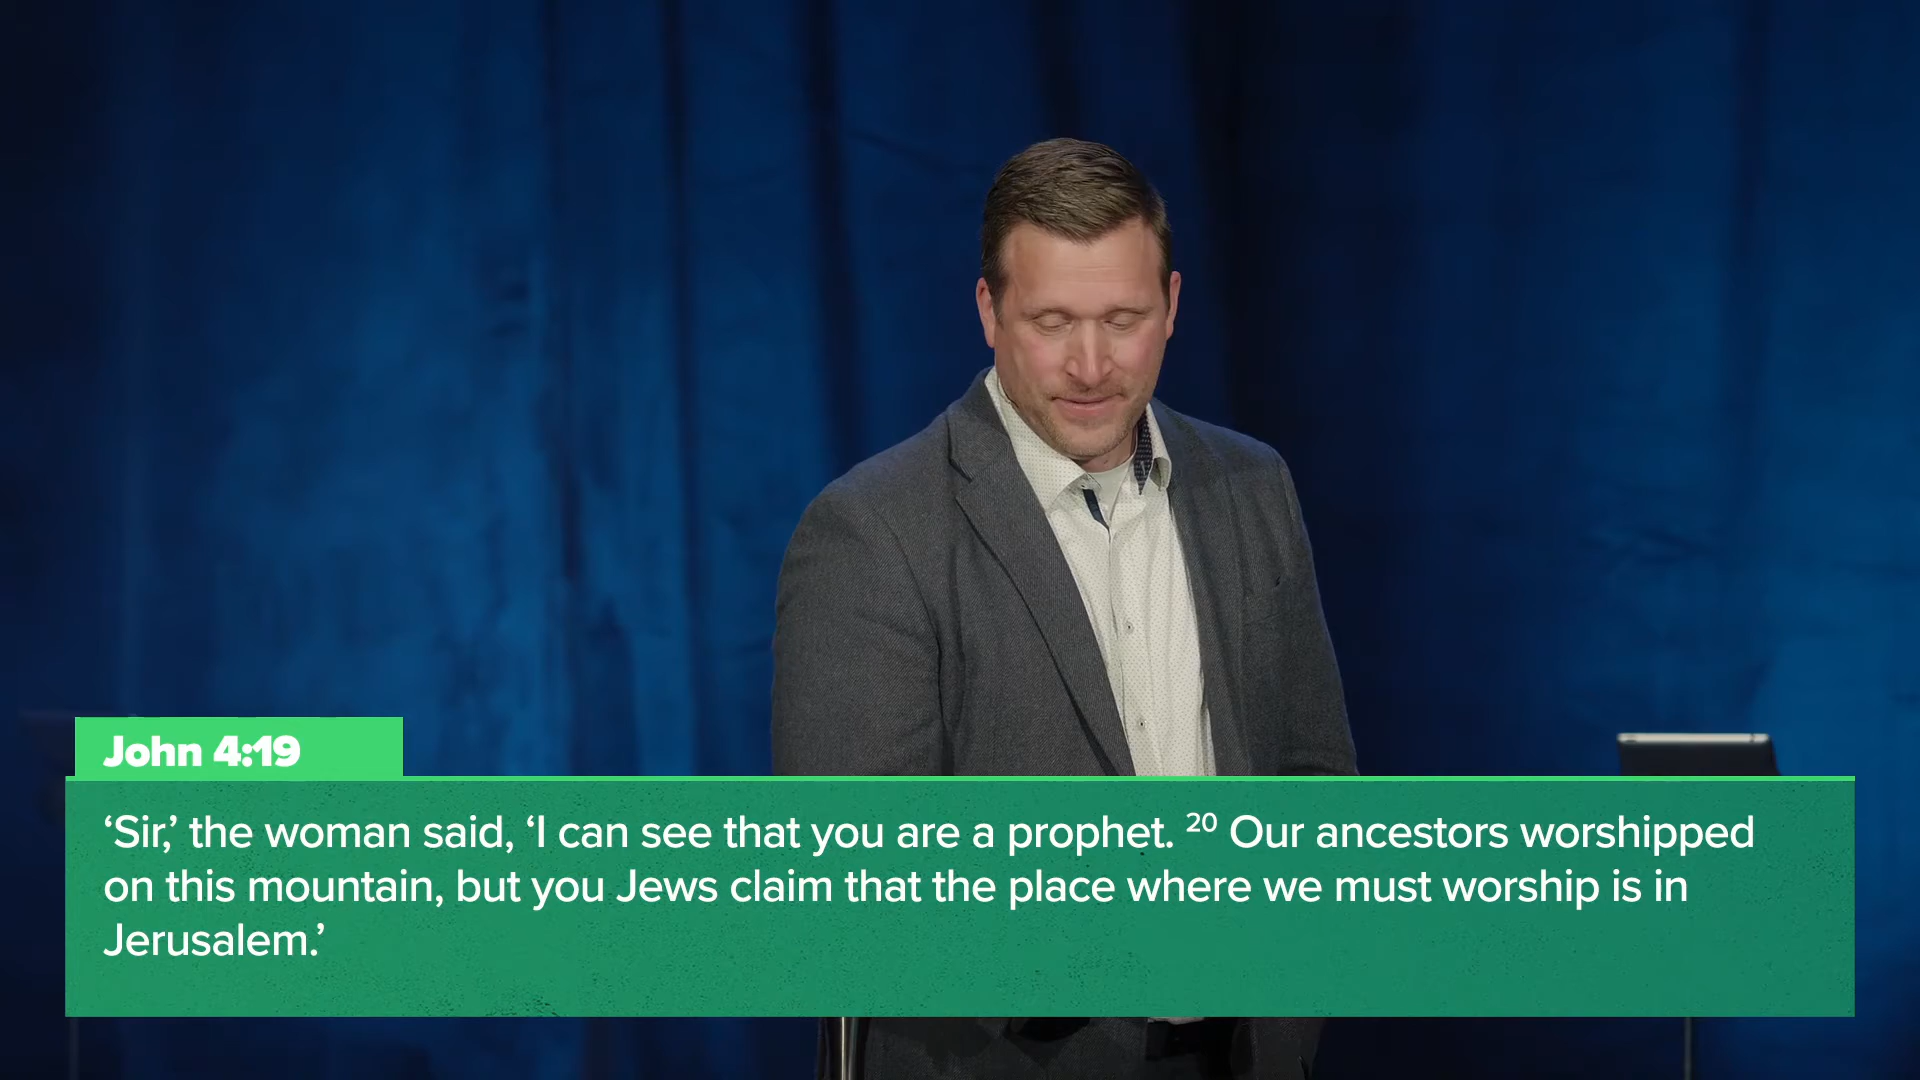 John 4:19
‘Sir,’ the woman said, ‘I can see that you are a prophet. ²⁰ Our ancestors worshipped
on this mountain, but you Jews claim that the place where we must worship is in
Jerusalem.’